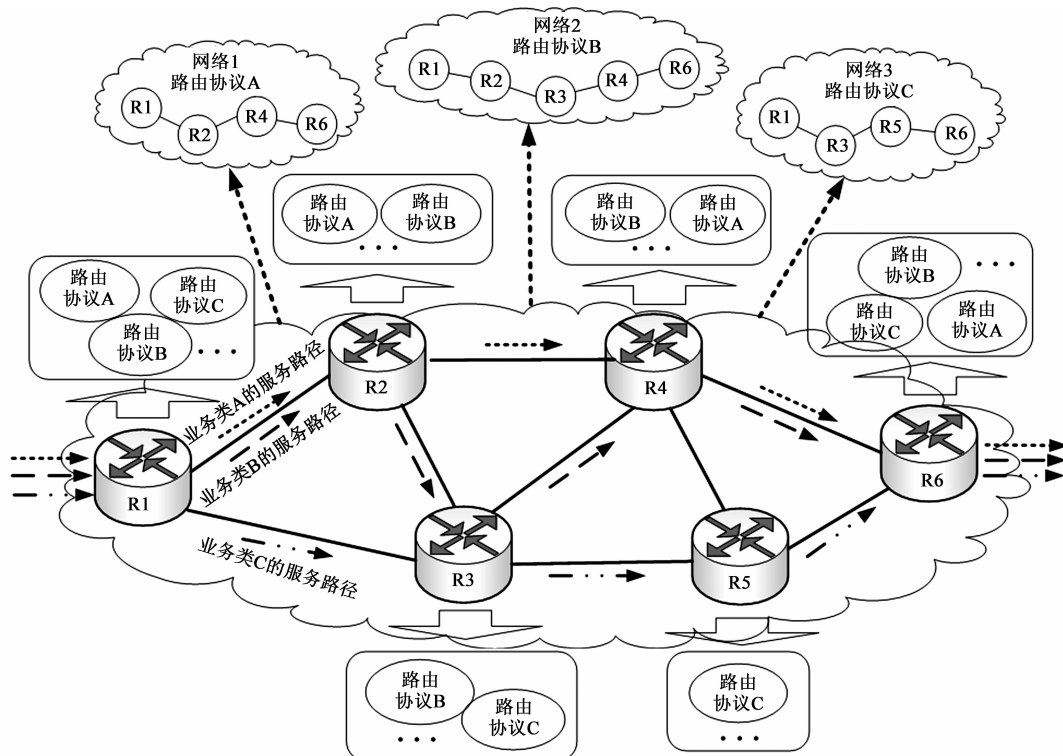 网络1
路由协议A
R1
R2
R4
R6
网络2
路由协议B
R1
R2
R3
R4
R6
网络3
路由协议C
R1
R3
R5
R6
路由
协议A
路由
协议B
• • •
路由
协议B
路由
协议A
• • •
路由
协议A
路由
协议C
路由
协议B
• • •
路由
协议B
• • •
路由
协议C
路由
协议A
业务类A的服务路径
业务类B的服务路径
业务类C的服务路径
R1
R2
R4
R6
R3
R5
路由
协议B
路由
协议C
• • •
路由
协议C
• • •